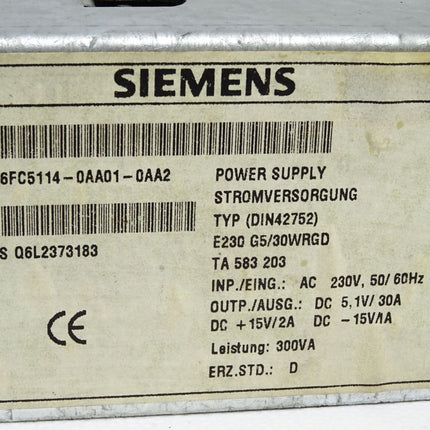 SIEMENS
6FC5114-0AA01-0AA2
S Q6L2373183
CE
POWER SUPPLY
STROMVERSORGUNG
TYP (DIN42752)
E230 G5/30WRGD
TA 583 203
INP./EING.: AC 230V, 50/60Hz
OUTP./AUSG.: DC 5,1V/30A
DC +15V/2A DC -15V/1A
Leistung: 300VA
ERZ.STD.: D